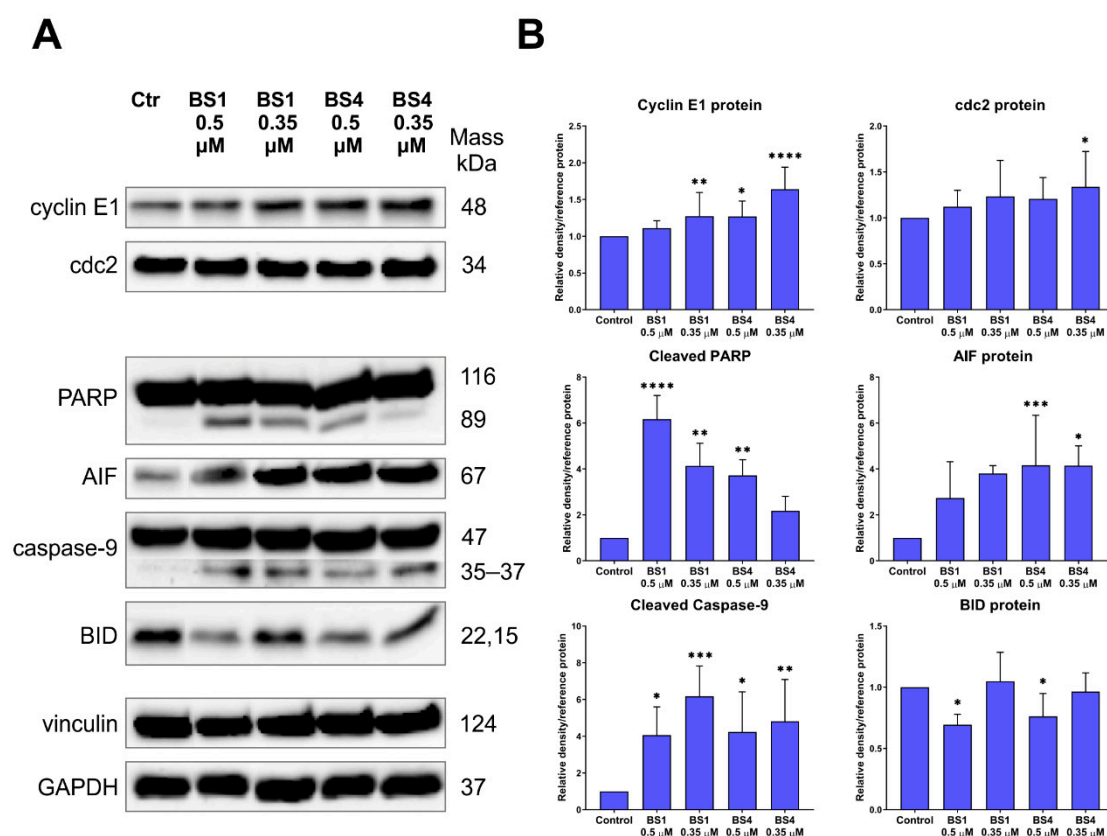 A
Ctr BS1 BS1 BS4 BS4
0.5 0.35 0.5 0.35
µM µM µM µM
Mass
kDa
cyclin E1 48
cdc2 34
PARP 116
89
AIF 67
caspase-9 47
35–37
BID 22,15
vinculin 124
GAPDH 37
B
Cyclin E1 protein
Relative density/reference protein
2.5
2.0
1.5
1.0
0.5
0.0
** * ****
Control BS1 BS1 BS4 BS4
0.5 µM 0.35 µM 0.5 µM 0.35 µM
cdc2 protein
Relative density/reference protein
2.0
1.5
1.0
0.5
0.0
*
Control BS1 BS1 BS4 BS4
0.5 µM 0.35 µM 0.5 µM 0.35 µM
Cleaved PARP
Relative density/reference protein
8
6
4
2
0
**** ** **
Control BS1 BS1 BS4 BS4
0.5 µM 0.35 µM 0.5 µM 0.35 µM
AIF protein
Relative density/reference protein
8
6
4
2
0
*** *
Control BS1 BS1 BS4 BS4
0.5 µM 0.35 µM 0.5 µM 0.35 µM
Cleaved Caspase-9
Relative density/reference protein
10
8
6
4
2
0
* *** * **
Control BS1 BS1 BS4 BS4
0.5 µM 0.35 µM 0.5 µM 0.35 µM
BID protein
Relative density/reference protein
1.5
1.0
0.5
0.0
* *
Control BS1 BS1 BS4 BS4
0.5 µM 0.35 µM 0.5 µM 0.35 µM